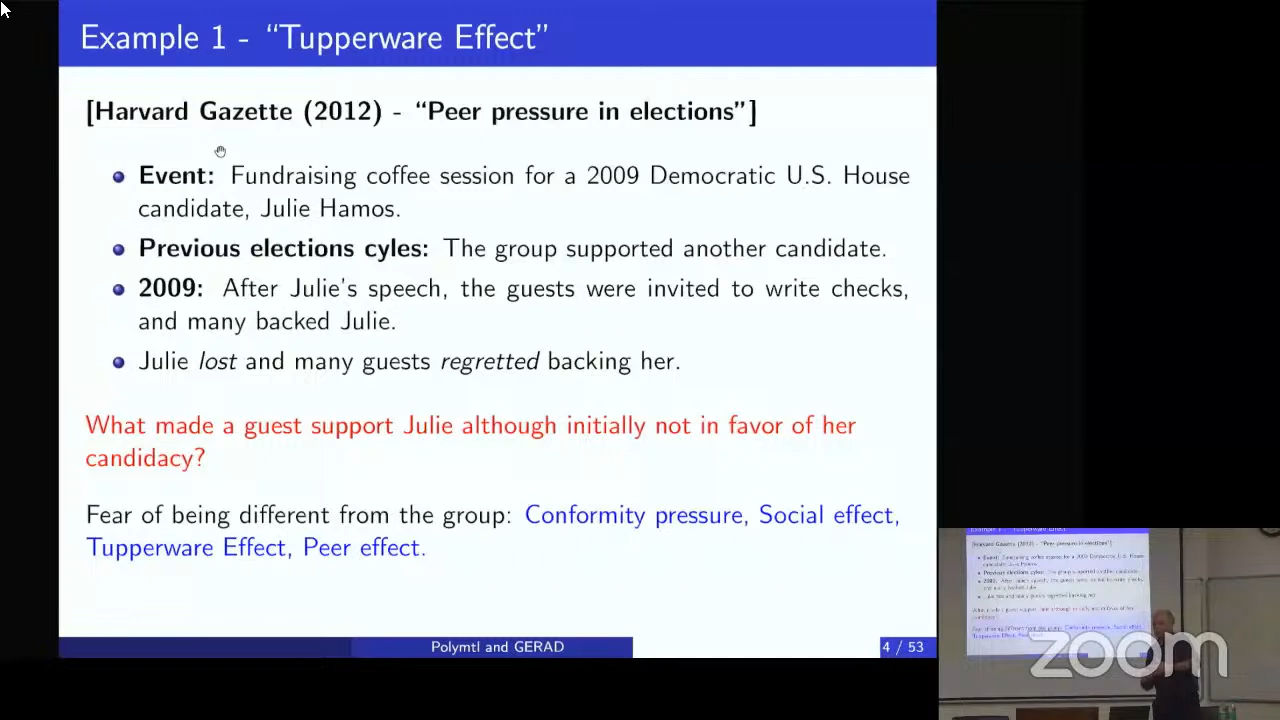 Example 1 - “Tupperware Effect”
[Harvard Gazette (2012) - “Peer pressure in elections”]
Event: Fundraising coffee session for a 2009 Democratic U.S. House
candidate, Julie Hamos.
Previous elections cyles: The group supported another candidate.
2009: After Julie’s speech, the guests were invited to write checks,
and many backed Julie.
Julie lost and many guests regretted backing her.
What made a guest support Julie although initially not in favor of her
candidacy?
Fear of being different from the group: Conformity pressure, Social effect,
Tupperware Effect, Peer effect.
Polymtl and GERAD
4 / 53
zoom